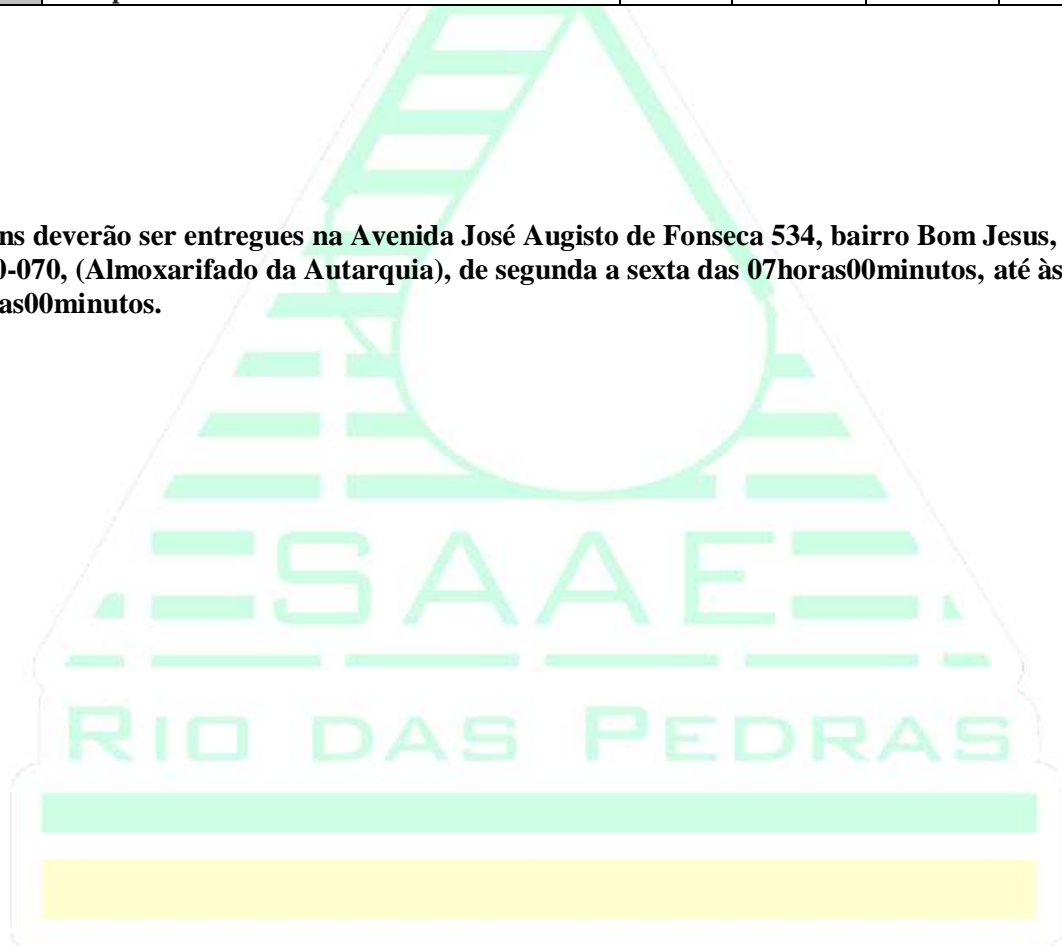 ns deverão ser entregues na Avenida José Augisto de Fonseca 534, bairro Bom Jesus,
0-070, (Almoxarifado da Autarquia), de segunda a sexta das 07horas00minutos, até às
as00minutos.
SAAE
RIO DAS PEDRAS